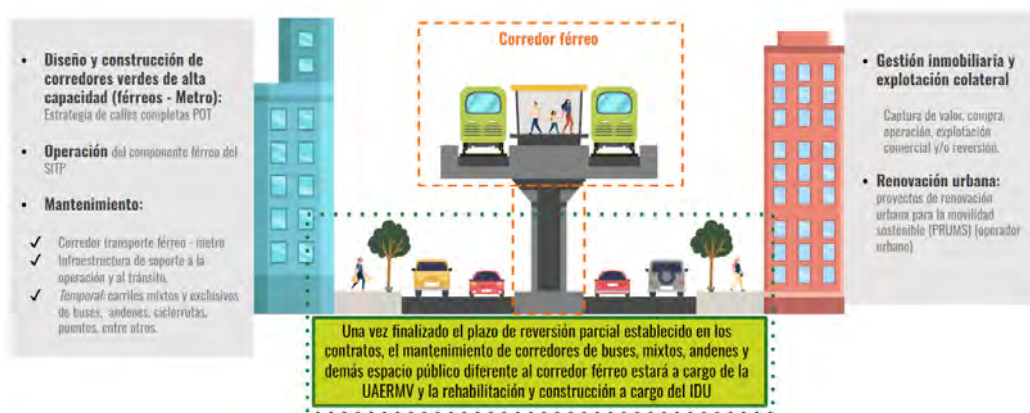 • Diseño y construcción de
corredores verdes de alta
capacidad (férreos - Metro):
Estrategia de calles completas POT
• Operación del componente férreo del
SITP
• Mantenimiento:
✓ Corredor transporte férreo - metro
✓ Infraestructura de soporte a la
operación y al tránsito.
✓ Temporal: carriles mixtos y exclusivos
de buses, andenes, ciclorrutas,
puentes, entre otros.
Corredor férreo
Una vez finalizado el plazo de reversión parcial establecido en los
contratos, el mantenimiento de corredores de buses, mixtos, andenes y
demás espacio público diferente al corredor férreo estará a cargo de la
UAERMV y la rehabilitación y construcción a cargo del IDU
• Gestión inmobiliaria y
explotación colateral
Captura de valor, compra,
operación, explotación
comercial y/o reversión.
• Renovación urbana:
proyectos de renovación
urbana para la movilidad
sostenible (PRUMS) (operador
urbano)